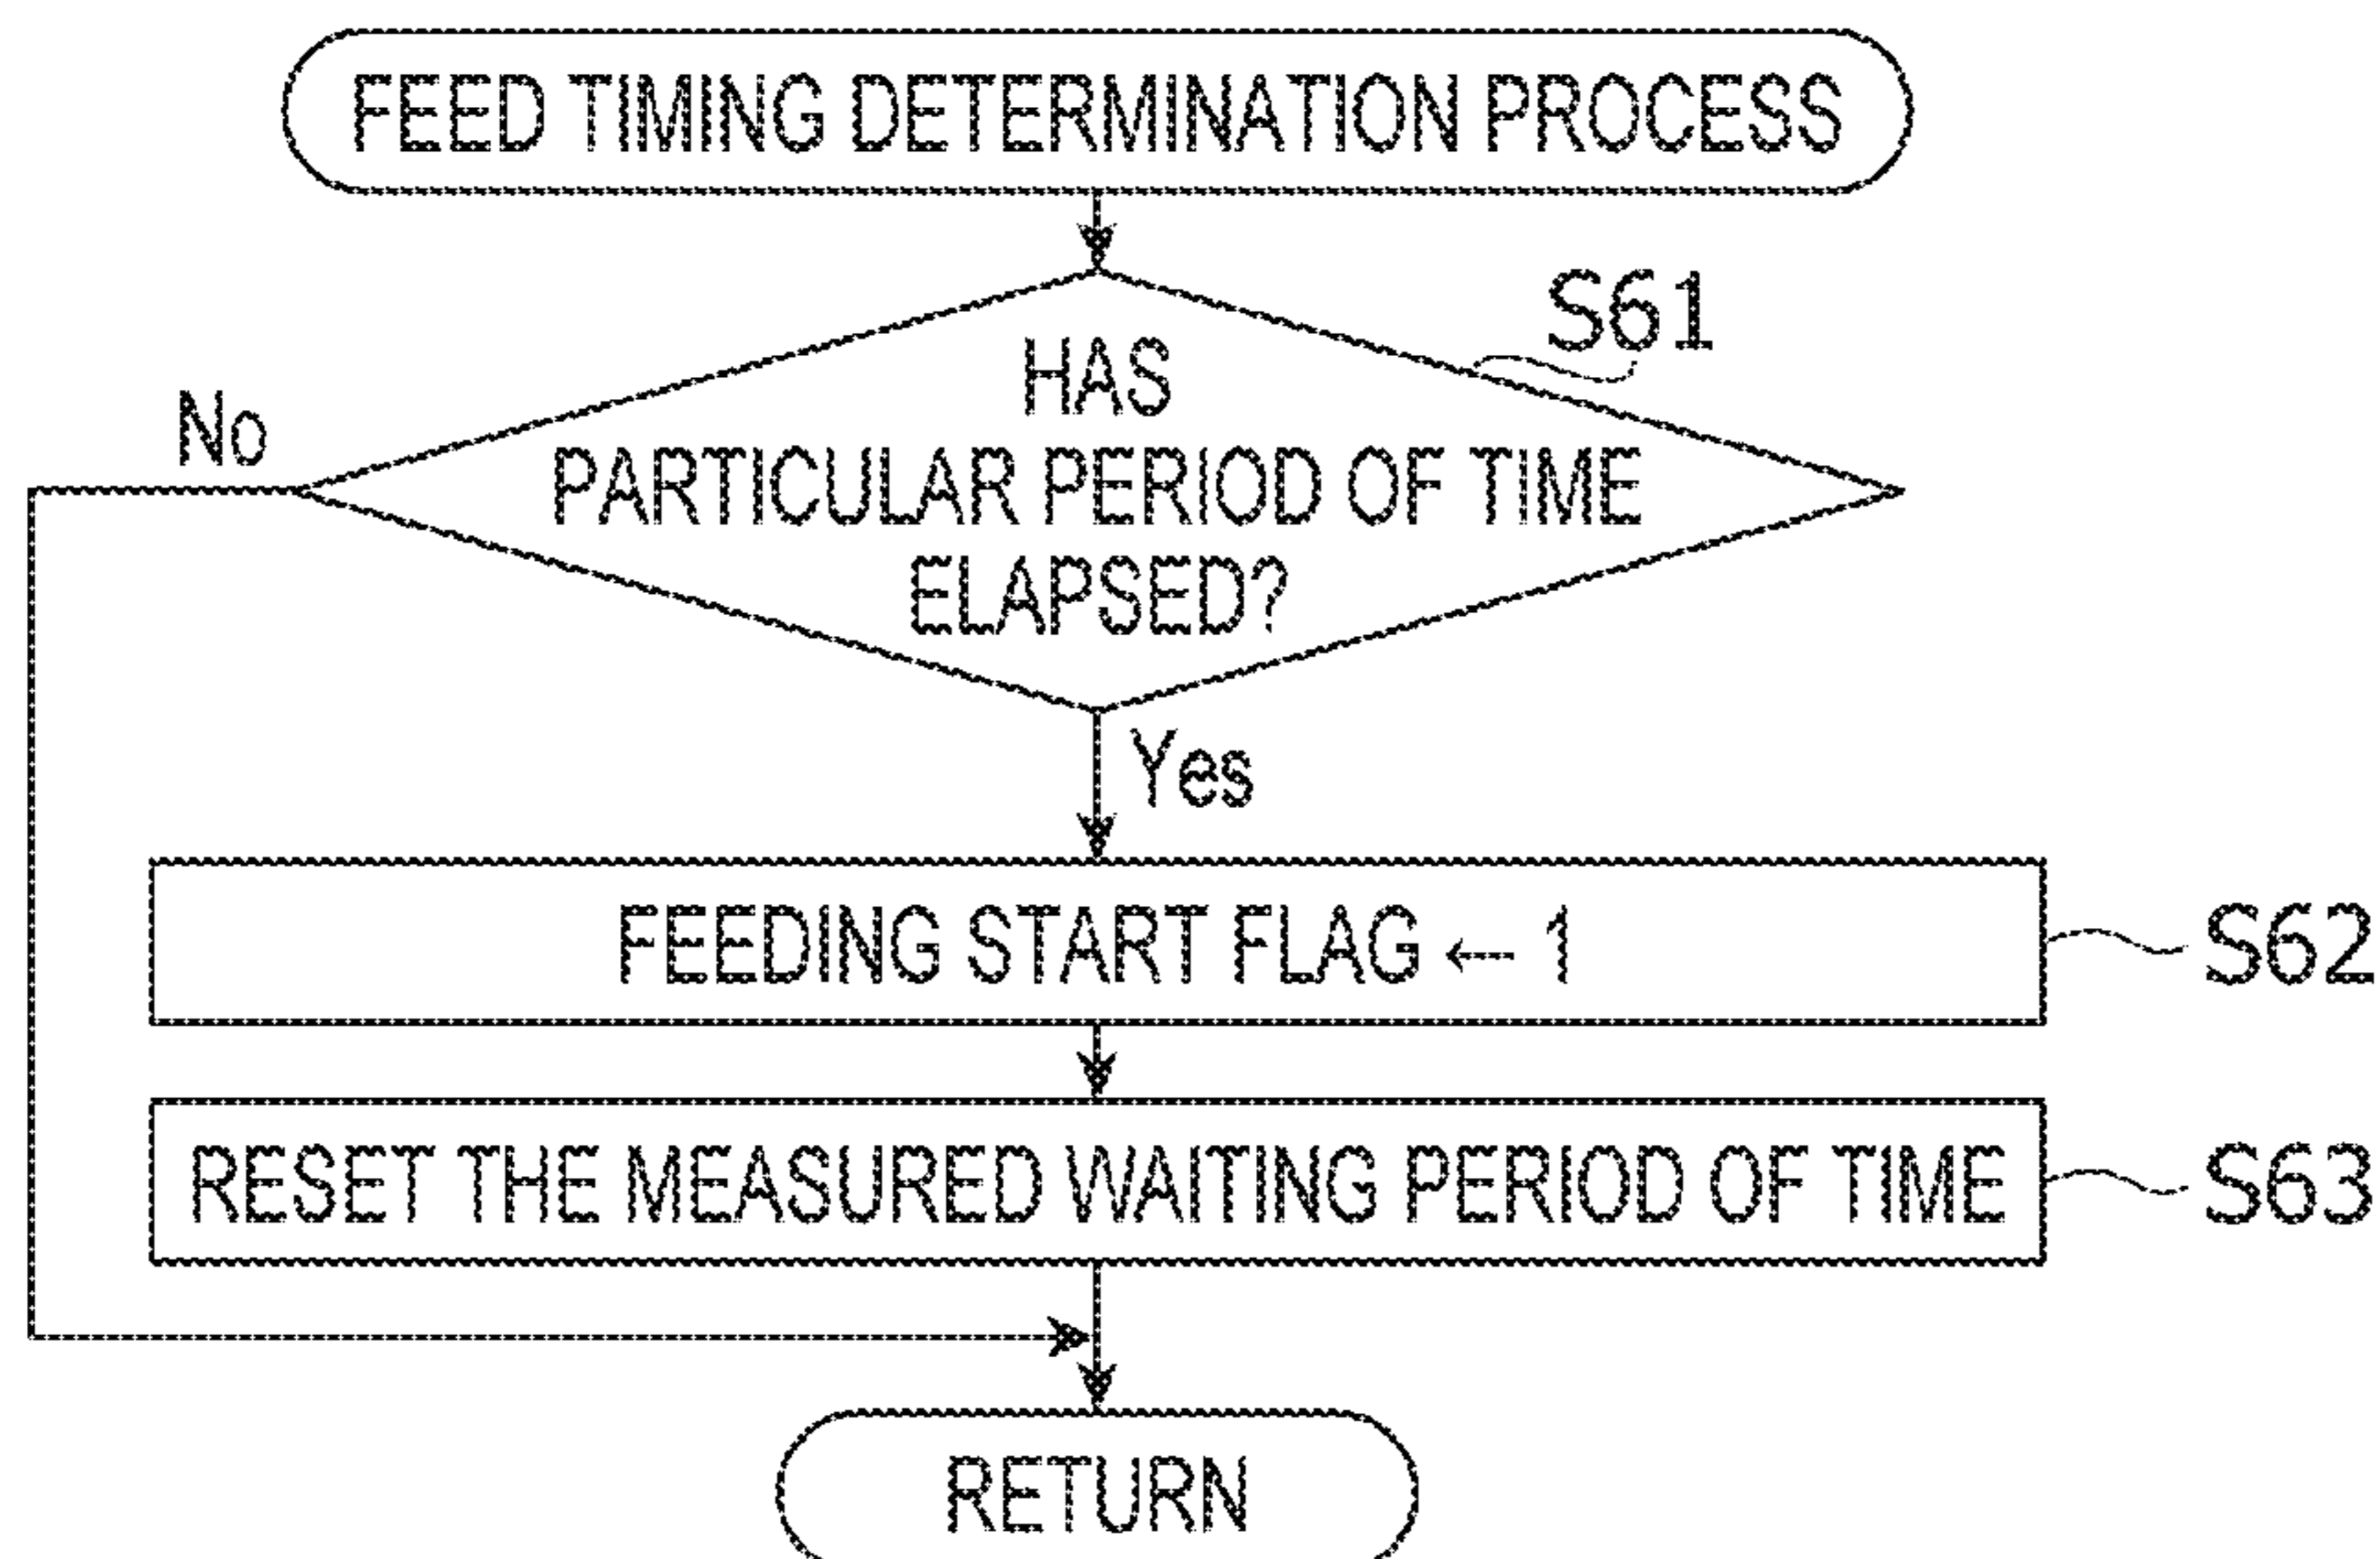 FEED TIMING DETERMINATION PROCESS
S61
HAS
No
PARTICULAR PERIOD OF TIME
ELAPSED?
Yes
FEEDING START FLAG ← 1
S62
RESET THE MEASURED WAITING PERIOD OF TIME
S63
RETURN